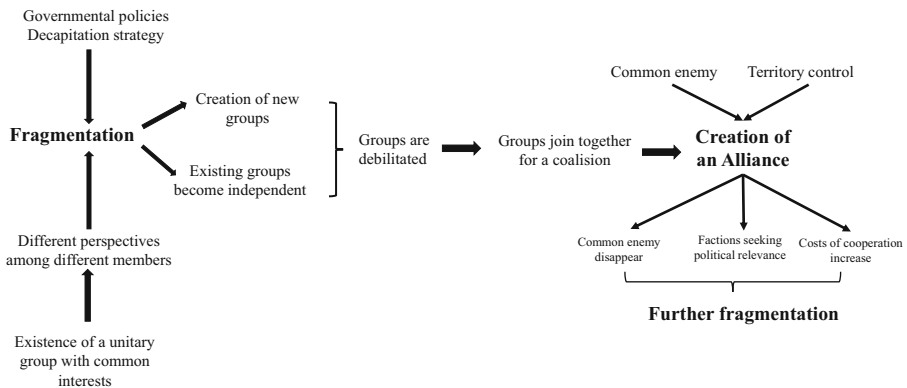 Governmental policies
Decapitation strategy
Fragmentation
Creation of new
groups
Existing groups
become independent
Different perspectives
among different members
Existence of a unitary
group with common
interests
Groups are
debilitated
Groups join together
for a coalition
Common enemy
Territory control
Creation of
an Alliance
Common enemy
disappear
Factions seeking
political relevance
Costs of cooperation
increase
Further fragmentation